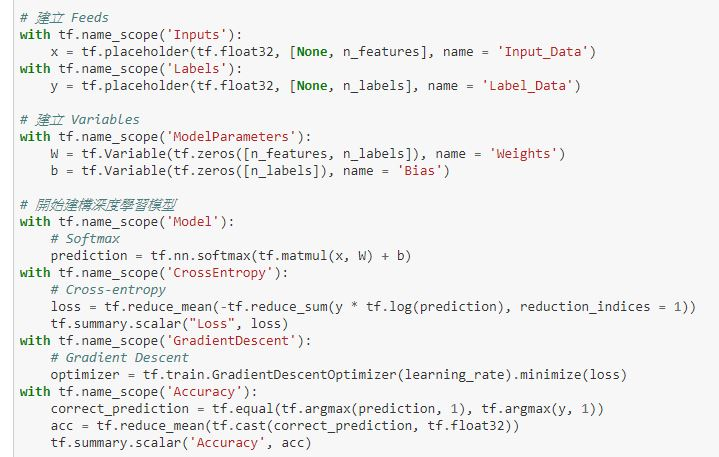 # 建立 Feeds
with tf.name_scope('Inputs'):
    x = tf.placeholder(tf.float32, [None, n_features], name = 'Input_Data')
with tf.name_scope('Labels'):
    y = tf.placeholder(tf.float32, [None, n_labels], name = 'Label_Data')

# 建立 Variables
with tf.name_scope('ModelParameters'):
    W = tf.Variable(tf.zeros([n_features, n_labels]), name = 'Weights')
    b = tf.Variable(tf.zeros([n_labels]), name = 'Bias')

# 開始建構深度學習模型
with tf.name_scope('Model'):
    # Softmax
    prediction = tf.nn.softmax(tf.matmul(x, W) + b)
with tf.name_scope('CrossEntropy'):
    # Cross-entropy
    loss = tf.reduce_mean(-tf.reduce_sum(y * tf.log(prediction), reduction_indices = 1))
    tf.summary.scalar("Loss", loss)
with tf.name_scope('GradientDescent'):
    # Gradient Descent
    optimizer = tf.train.GradientDescentOptimizer(learning_rate).minimize(loss)
with tf.name_scope('Accuracy'):
    correct_prediction = tf.equal(tf.argmax(prediction, 1), tf.argmax(y, 1))
    acc = tf.reduce_mean(tf.cast(correct_prediction, tf.float32))
    tf.summary.scalar('Accuracy', acc)